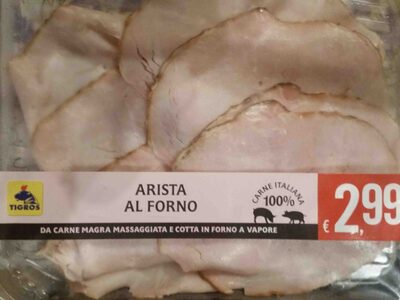 TIGROS
ARISTA
AL FORNO
CARNE ITALIANA
100%
€ 2,99
DA CARNE MAGRA MASSAGGIATA E COTTA IN FORNO A VAPORE